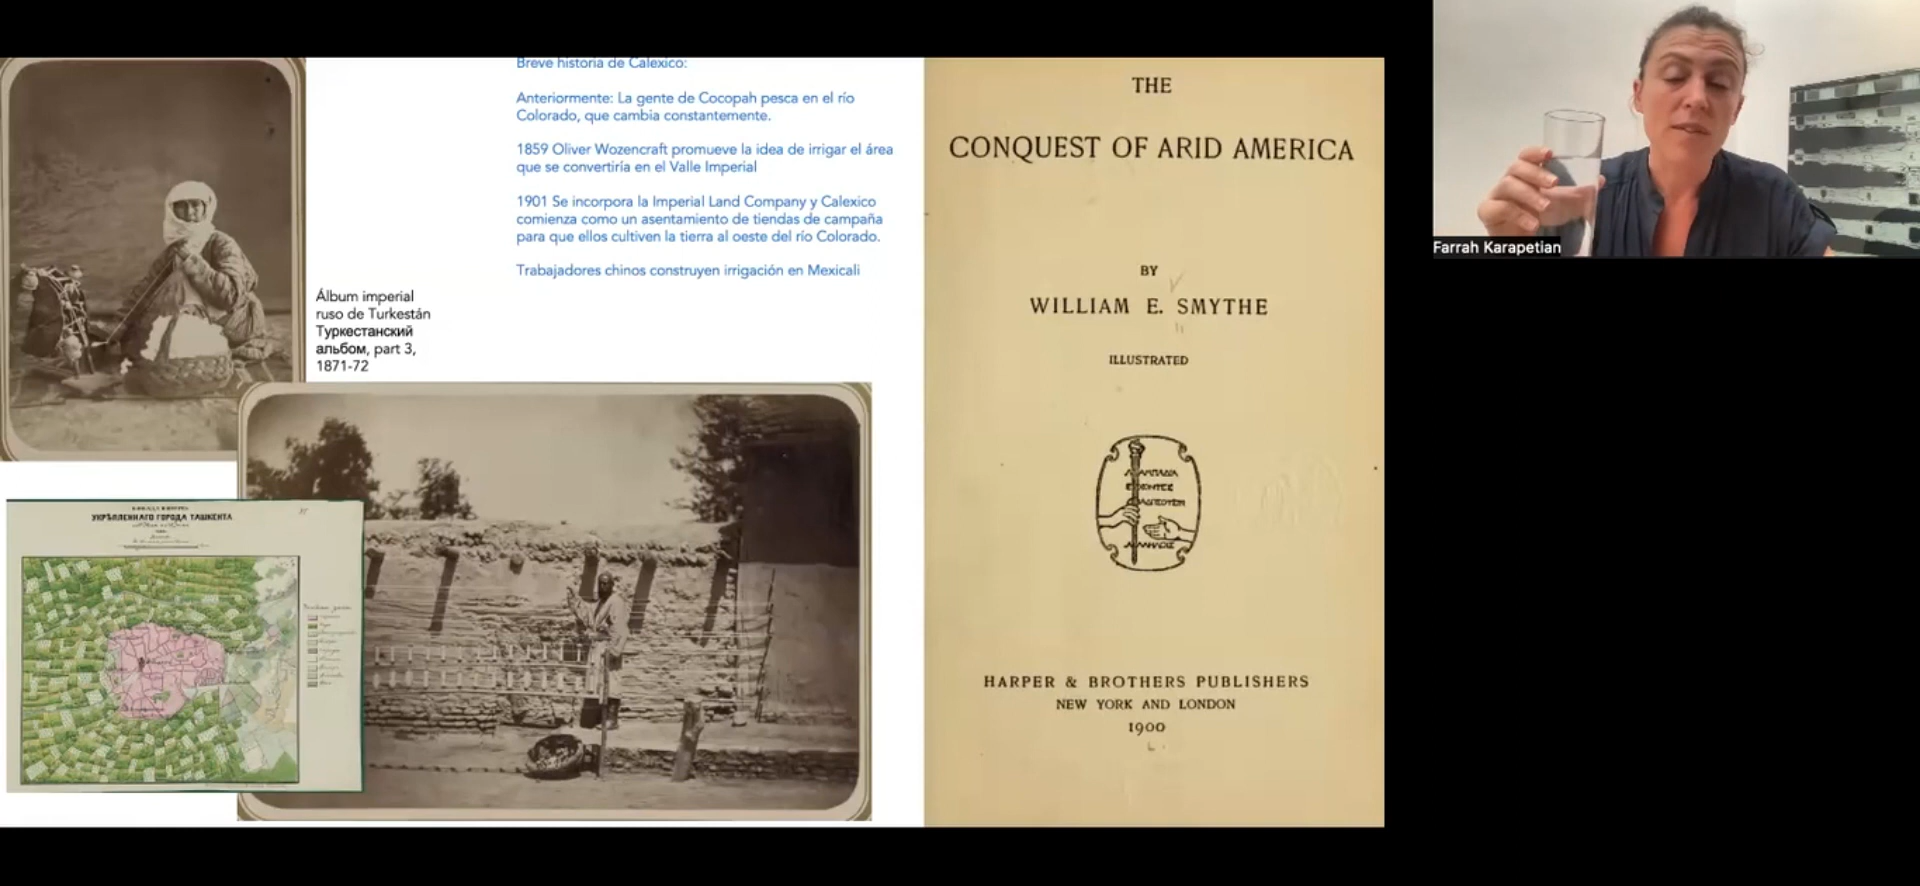 Breve historia de Calexico:
Anteriormente: La gente de Cocopah pesca en el río
Colorado, que cambia constantemente.
1859 Oliver Wozencraft promueve la idea de irrigar el área
que se convertiría en el Valle Imperial
1901 Se incorpora la Imperial Land Company y Calexico
comienza como un asentamiento de tiendas de campaña
para que ellos cultiven la tierra al oeste del río Colorado.
Trabajadores chinos construyen irrigación en Mexicali
Álbum imperial
ruso de Turkestán
Туркестанский
альбом, part 3,
1871-72
УКРѢПЛЕННАГО ГОРОДА ТАШКЕНТА
THE
CONQUEST OF ARID AMERICA
BY
WILLIAM E. SMYTHE
ILLUSTRATED
HARPER & BROTHERS PUBLISHERS
NEW YORK AND LONDON
1900
Farrah Karapetian